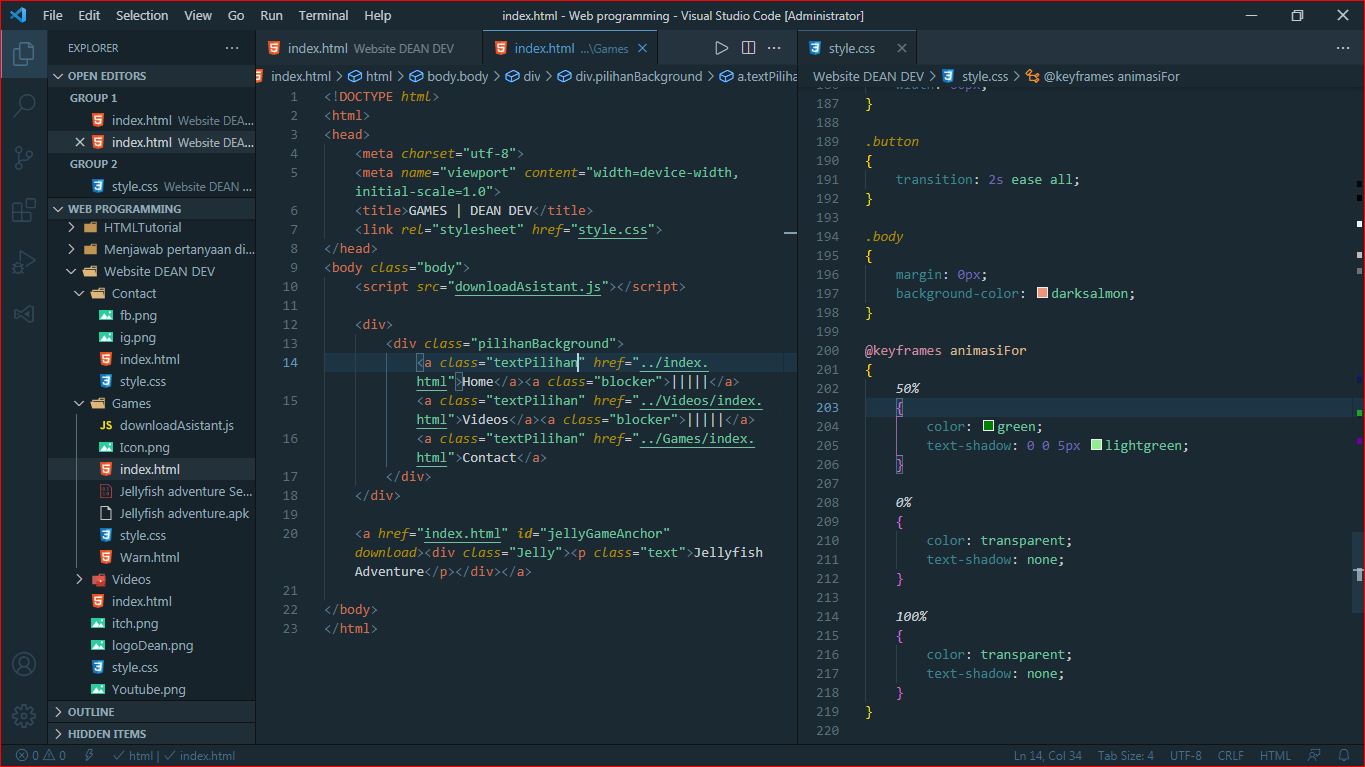 File Edit Selection View Go Run Terminal Help index.html - Web programming - Visual Studio Code [Administrator]
EXPLORER
OPEN EDITORS
GROUP 1
index.html Website DEA...
index.html Website DEA...
GROUP 2
style.css Website DEAN ...
WEB PROGRAMMING
HTMLTutorial
Menjawab pertanyaan di...
Website DEAN DEV
Contact
fb.png
ig.png
index.html
style.css
Games
JS downloadAsistant.js
Icon.png
index.html
Jellyfish adventure Se...
Jellyfish adventure.apk
style.css
Warn.html
Videos
index.html
itch.png
logoDean.png
style.css
Youtube.png
OUTLINE
HIDDEN ITEMS
index.html Website DEAN DEV index.html ...\Games
index.html > html > body.body > div > div.pilihanBackground > a.textPiliha
1 <!DOCTYPE html>
2 <html>
3 <head>
4 <meta charset="utf-8">
5 <meta name="viewport" content="width=device-width,
initial-scale=1.0">
6 <title>GAMES | DEAN DEV</title>
7 <link rel="stylesheet" href="style.css">
8 </head>
9 <body class="body">
10 <script src="downloadAsistant.js"></script>
11
12 <div>
13 <div class="pilihanBackground">
14 <a class="textPilihan" href="../index.
html">Home</a><a class="blocker">|||||</a>
15 <a class="textPilihan" href="../Videos/index.
html">Videos</a><a class="blocker">|||||</a>
16 <a class="textPilihan" href="../Games/index.
html">Contact</a>
17 </div>
18 </div>
19
20 <a href="index.html" id="jellyGameAnchor"
download><div class="Jelly"><p class="text">Jellyfish
Adventure</p></div></a>
21
22 </body>
23 </html>
style.css
Website DEAN DEV > style.css > @keyframes animasiFor
187 }
188
189 .button
190 {
191 transition: 2s ease all;
192 }
193
194 .body
195 {
196 margin: 0px;
197 background-color: darksalmon;
198 }
199
200 @keyframes animasiFor
201 {
202 50%
203 {
204 color: green;
205 text-shadow: 0 0 5px lightgreen;
206 }
207
208 0%
209 {
210 color: transparent;
211 text-shadow: none;
212 }
213
214 100%
215 {
216 color: transparent;
217 text-shadow: none;
218 }
219 }
220
0 0 html | index.html Ln 14, Col 34 Tab Size: 4 UTF-8 CRLF HTML